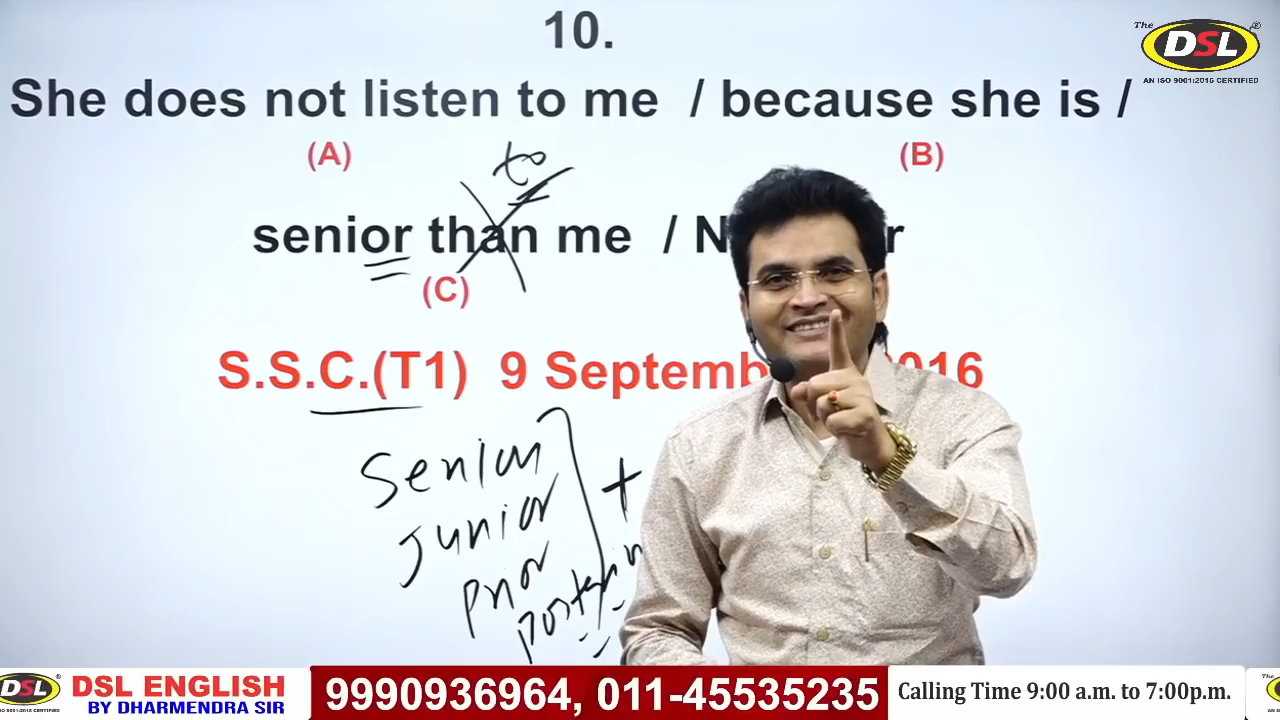 10.
The DSL ®
AN ISO 9001:2015 CERTIFIED
She does not listen to me / because she is /
(A) (B)
to
senior than me / N r
(C)
S.S.C.(T1) 9 Septemb 2016
Senior
Junior
Prior
+
DSL ® DSL ENGLISH
BY DHARMENDRA SIR
9990936964, 011-45535235
Calling Time 9:00 a.m. to 7:00p.m.